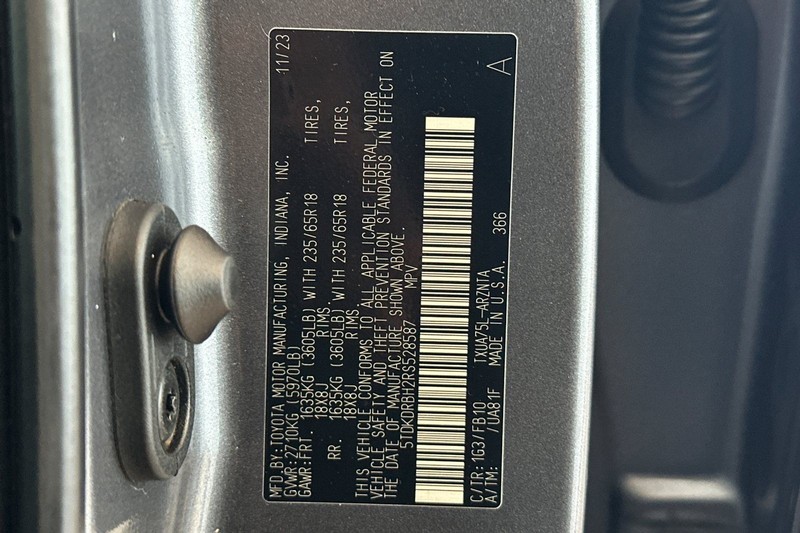 MFD.BY:TOYOTA MOTOR MANUFACTURING, INDIANA, INC. 11/23
GVWR:2710KG (5970LB)
GAWR:FRT. 1635KG (3605LB) WITH 235/65R18 TIRES,
18X8J RIMS
RR. 1635KG (3605LB) WITH 235/65R18 TIRES,
18X8J RIMS
THIS VEHICLE CONFORMS TO ALL APPLICABLE FEDERAL MOTOR
VEHICLE SAFETY AND THEFT PREVENTION STANDARDS IN EFFECT ON
THE DATE OF MANUFACTURE SHOWN ABOVE.
5TDKDRBH2RS528587 MPV
C/TR:1G3/FB10 TXUA75L-ARZNTA A
A/TM: /UA81F MADE IN U.S.A. 366